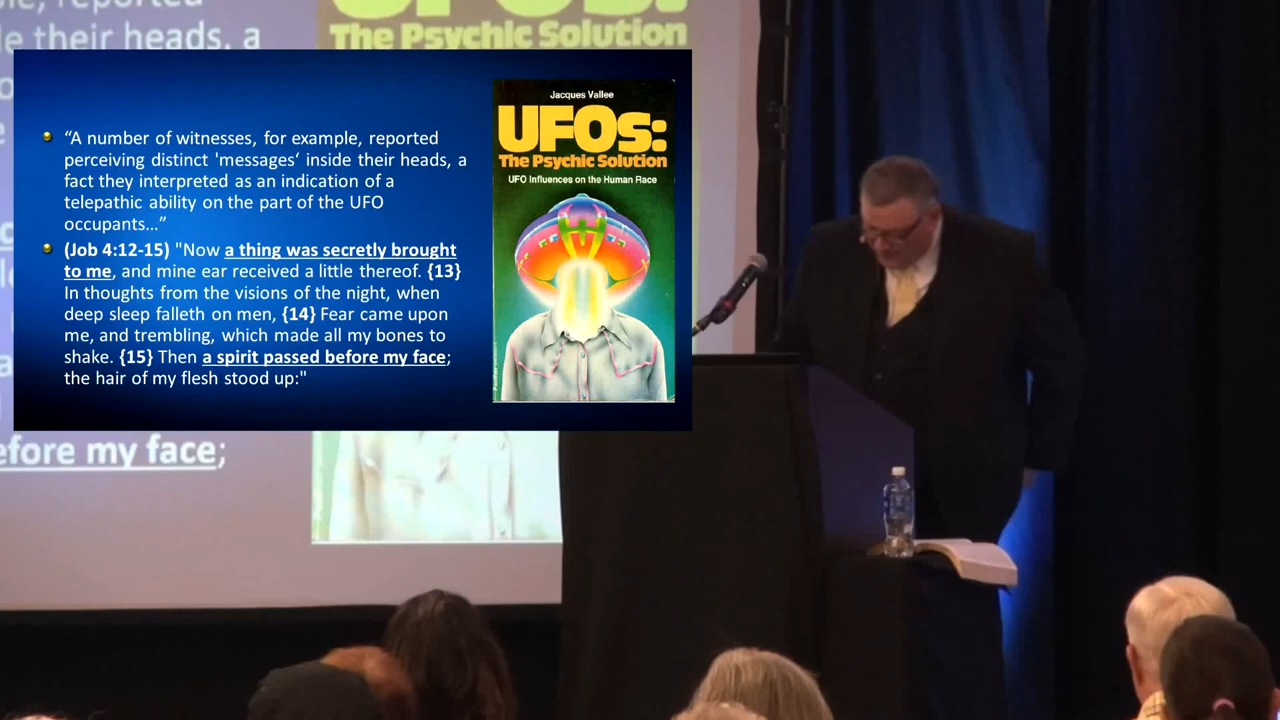 reported
their heads, a
The Psychic Solution
“A number of witnesses, for example, reported
perceiving distinct 'messages‘ inside their heads, a
fact they interpreted as an indication of a
telepathic ability on the part of the UFO
occupants…”
(Job 4:12-15) "Now a thing was secretly brought
to me, and mine ear received a little thereof. {13}
In thoughts from the visions of the night, when
deep sleep falleth on men, {14} Fear came upon
me, and trembling, which made all my bones to
shake. {15} Then a spirit passed before my face;
the hair of my flesh stood up:"
Jacques Vallee
UFOs:
The Psychic Solution
UFO Influences on the Human Race
efore my face;